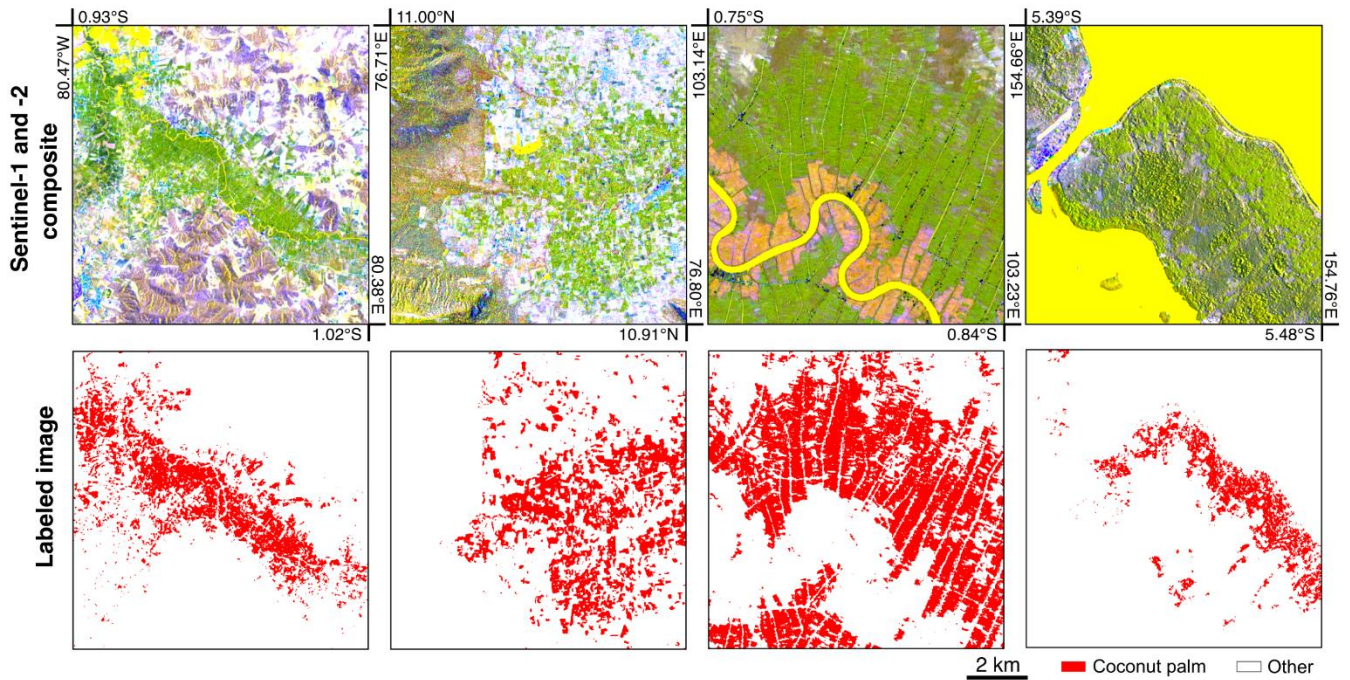 0.93°S
11.00°N
0.75°S
5.39°S
Sentinel-1 and -2
composite
80.47°W
80.38°E
76.71°E
76.80°E
103.14°E
103.23°E
154.66°E
154.76°E
1.02°S
10.91°N
0.84°S
5.48°S
Labeled image
2 km
Coconut palm
Other